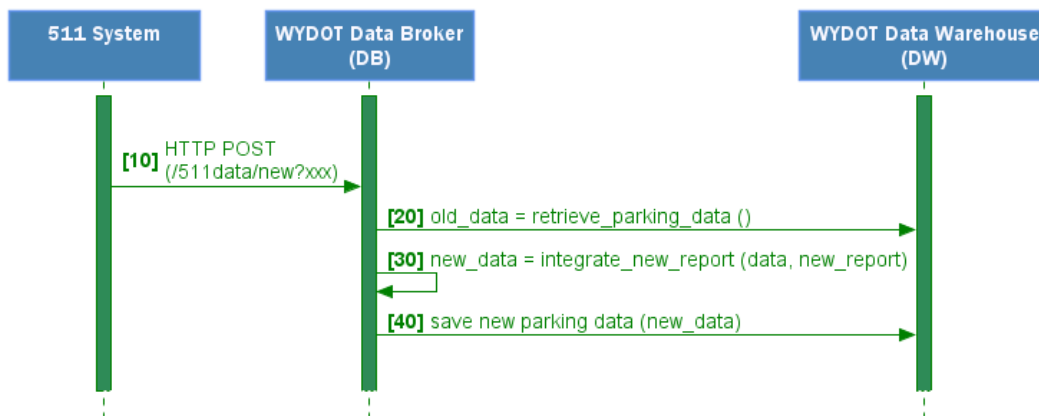 511 System
WYDOT Data Broker
(DB)
WYDOT Data Warehouse
(DW)
[10] HTTP POST
(/511data/new?xxx)
[20] old_data = retrieve_parking_data ()
[30] new_data = integrate_new_report (data, new_report)
[40] save new parking data (new_data)